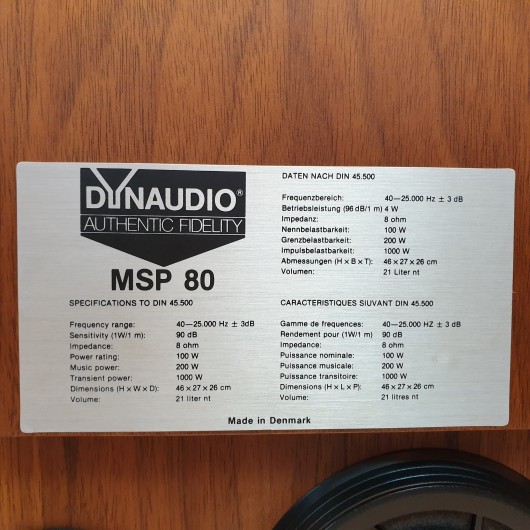 DYNAUDIO®
AUTHENTIC FIDELITY
MSP 80
DATEN NACH DIN 45.500
Frequenzbereich: 40—25.000 Hz ± 3 dB
Betriebsleistung (96 dB/1 m) 4 W
Impedanz: 8 ohm
Nennbelastbarkeit: 100 W
Grenzbelastbarkeit: 200 W
Impulsbelastbarkeit: 1000 W
Abmessungen (H × B × T): 46 × 27 × 26 cm
Volumen: 21 Liter nt
SPECIFICATIONS TO DIN 45.500
Frequency range: 40—25.000 Hz ± 3dB
Sensitivity (1W/1 m): 90 dB
Impedance: 8 ohm
Power rating: 100 W
Music power: 200 W
Transient power: 1000 W
Dimensions (H × W × D): 46 × 27 × 26 cm
Volume: 21 liter nt
CARACTERISTIQUES SIUVANT DIN 45.500
Gamme de frequences: 40—25.000 Hz ± 3 dB
Rendement pour (1W/1 m) 90 dB
Impedance: 8 ohm
Puissance nominale: 100 W
Puissance musicale: 200 W
Puissance transitoire: 1000 W
Dimensions (H × L × P): 46 × 27 × 26 cm
Volume: 21 litres nt
Made in Denmark